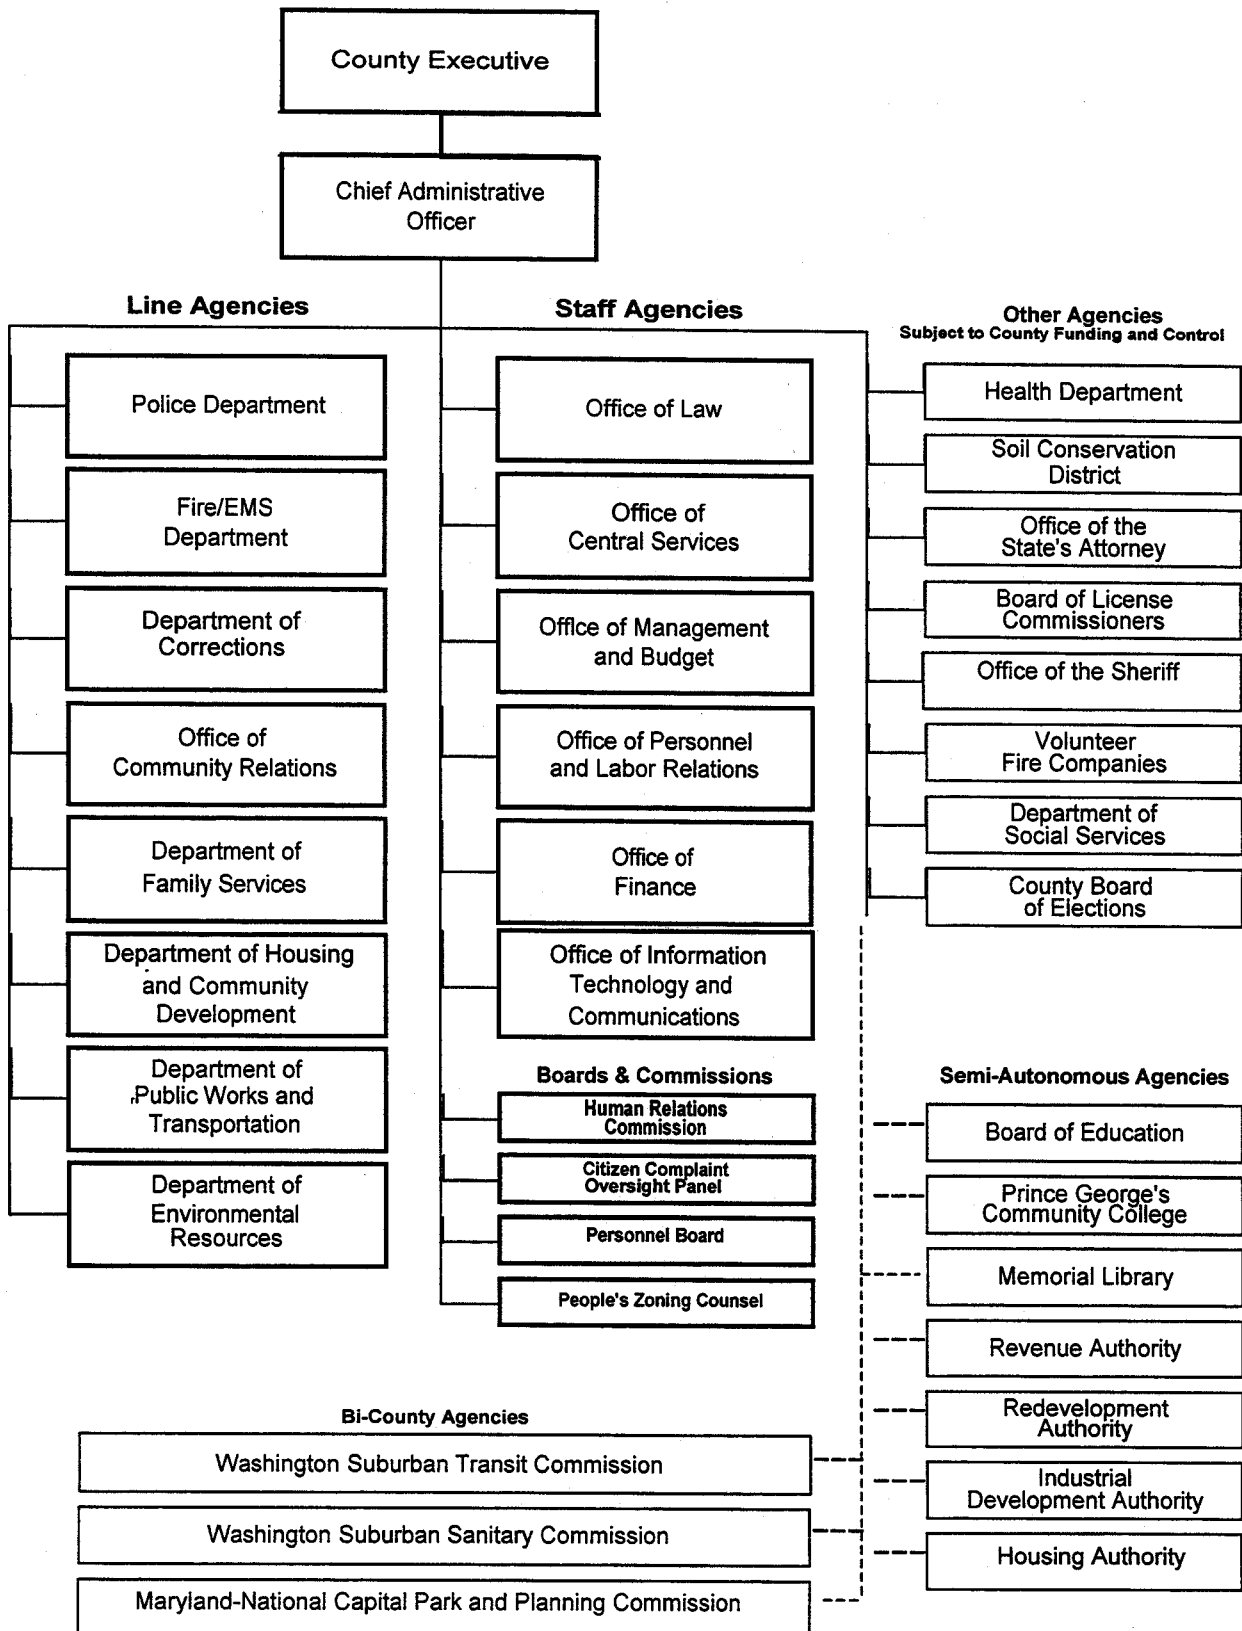 County Executive
Chief Administrative
Officer
Line Agencies
Police Department
Fire/EMS
Department
Department of
Corrections
Office of
Community Relations
Department of
Family Services
Department of Housing
and Community
Development
Department of
Public Works and
Transportation
Department of
Environmental
Resources
Staff Agencies
Office of Law
Office of
Central Services
Office of Management
and Budget
Office of Personnel
and Labor Relations
Office of
Finance
Office of Information
Technology and
Communications
Boards & Commissions
Human Relations
Commission
Citizen Complaint
Oversight Panel
Personnel Board
People's Zoning Counsel
Other Agencies
Subject to County Funding and Control
Health Department
Soil Conservation
District
Office of the
State's Attorney
Board of License
Commissioners
Office of the Sheriff
Volunteer
Fire Companies
Department of
Social Services
County Board
of Elections
Semi-Autonomous Agencies
Board of Education
Prince George's
Community College
Memorial Library
Revenue Authority
Redevelopment
Authority
Industrial
Development Authority
Housing Authority
Bi-County Agencies
Washington Suburban Transit Commission
Washington Suburban Sanitary Commission
Maryland-National Capital Park and Planning Commission